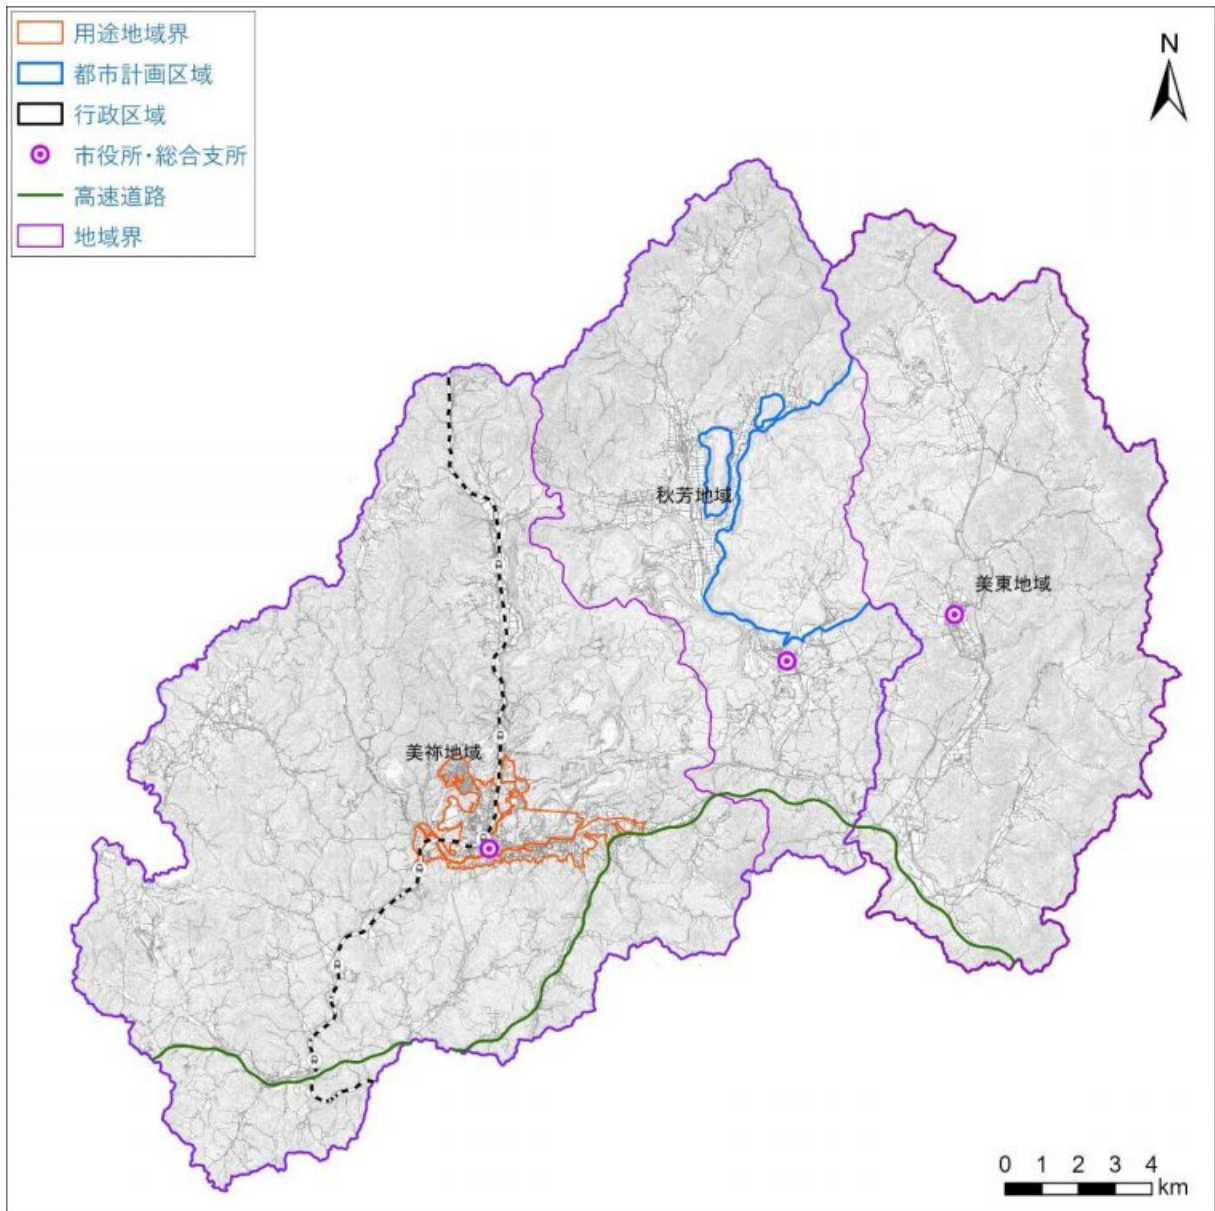 用途地域界
都市計画区域
行政区域
市役所・総合支所
高速道路
地域界
N
秋芳地域
美東地域
美祢地域
0 1 2 3 4
km